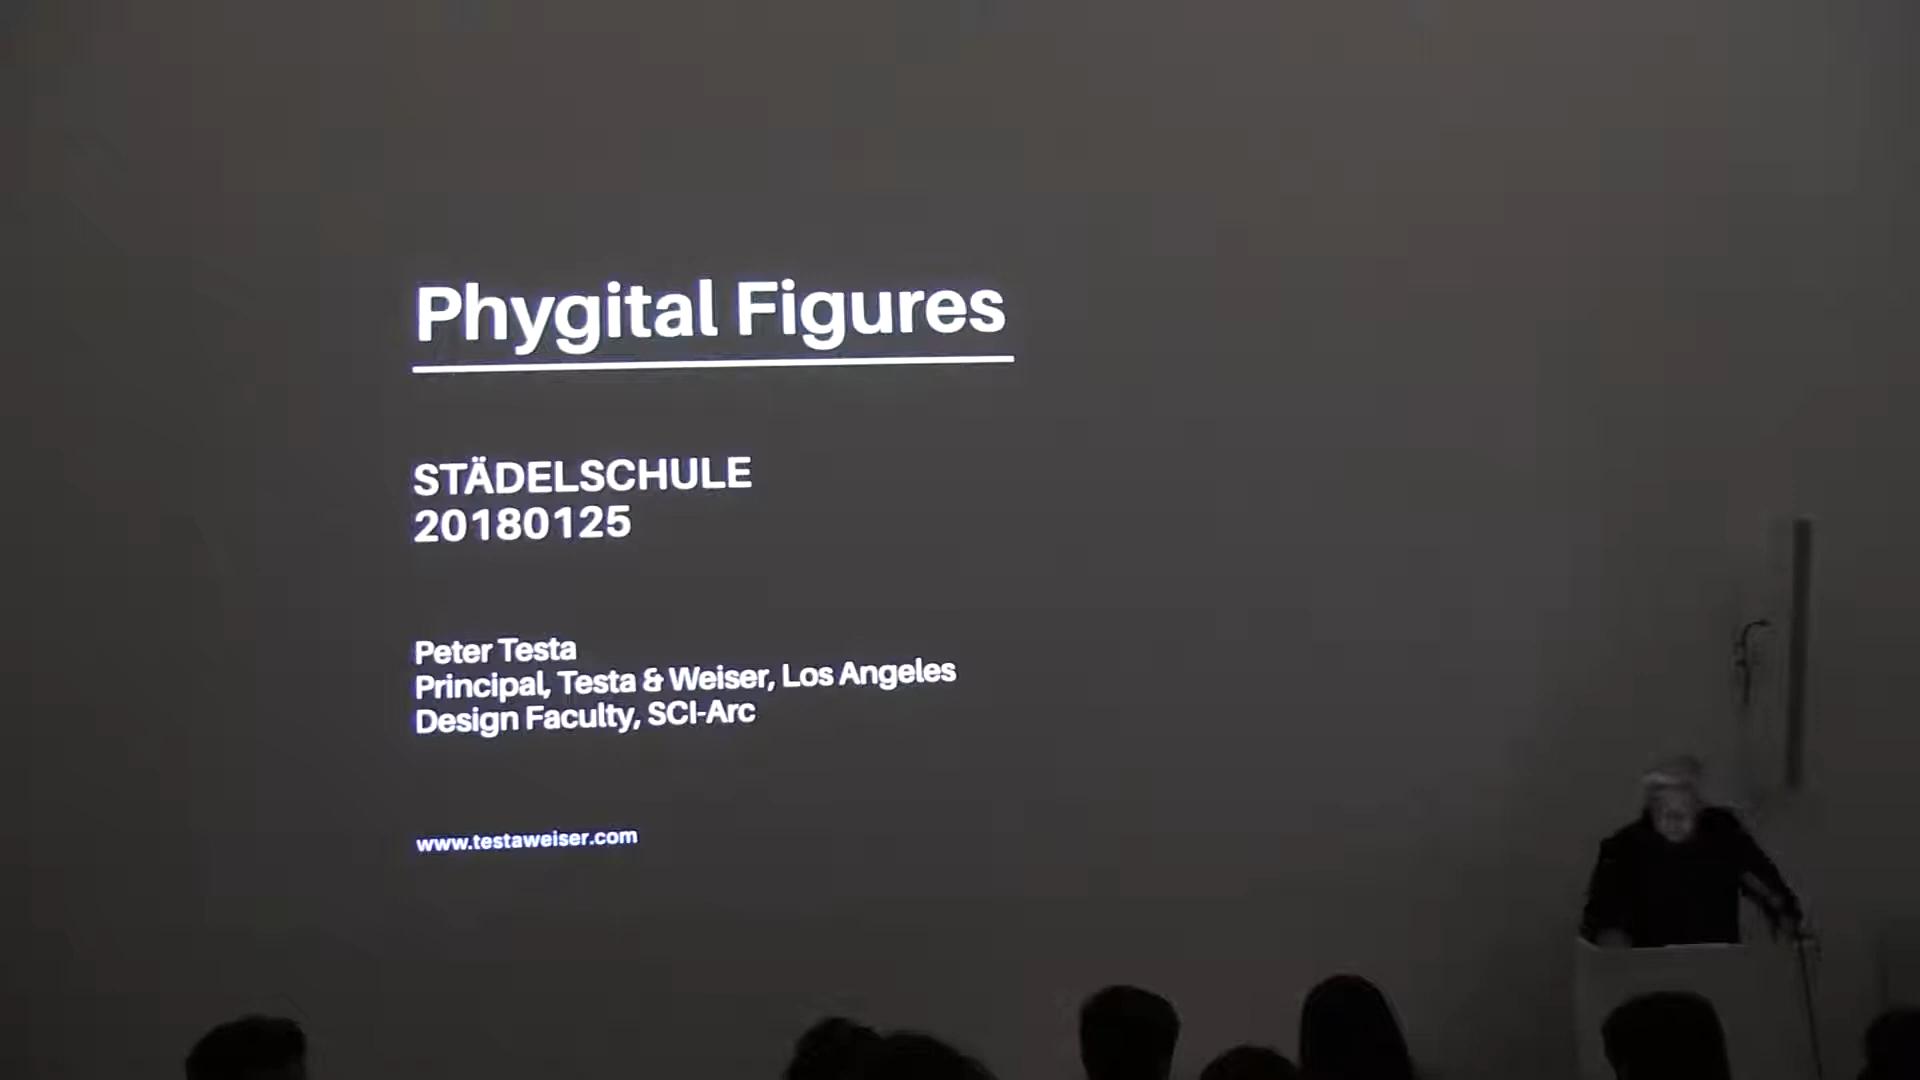 Phygital Figures
STÄDELSCHULE
20180125
Peter Testa
Principal, Testa & Weiser, Los Angeles
Design Faculty, SCI-Arc
www.testaweiser.com